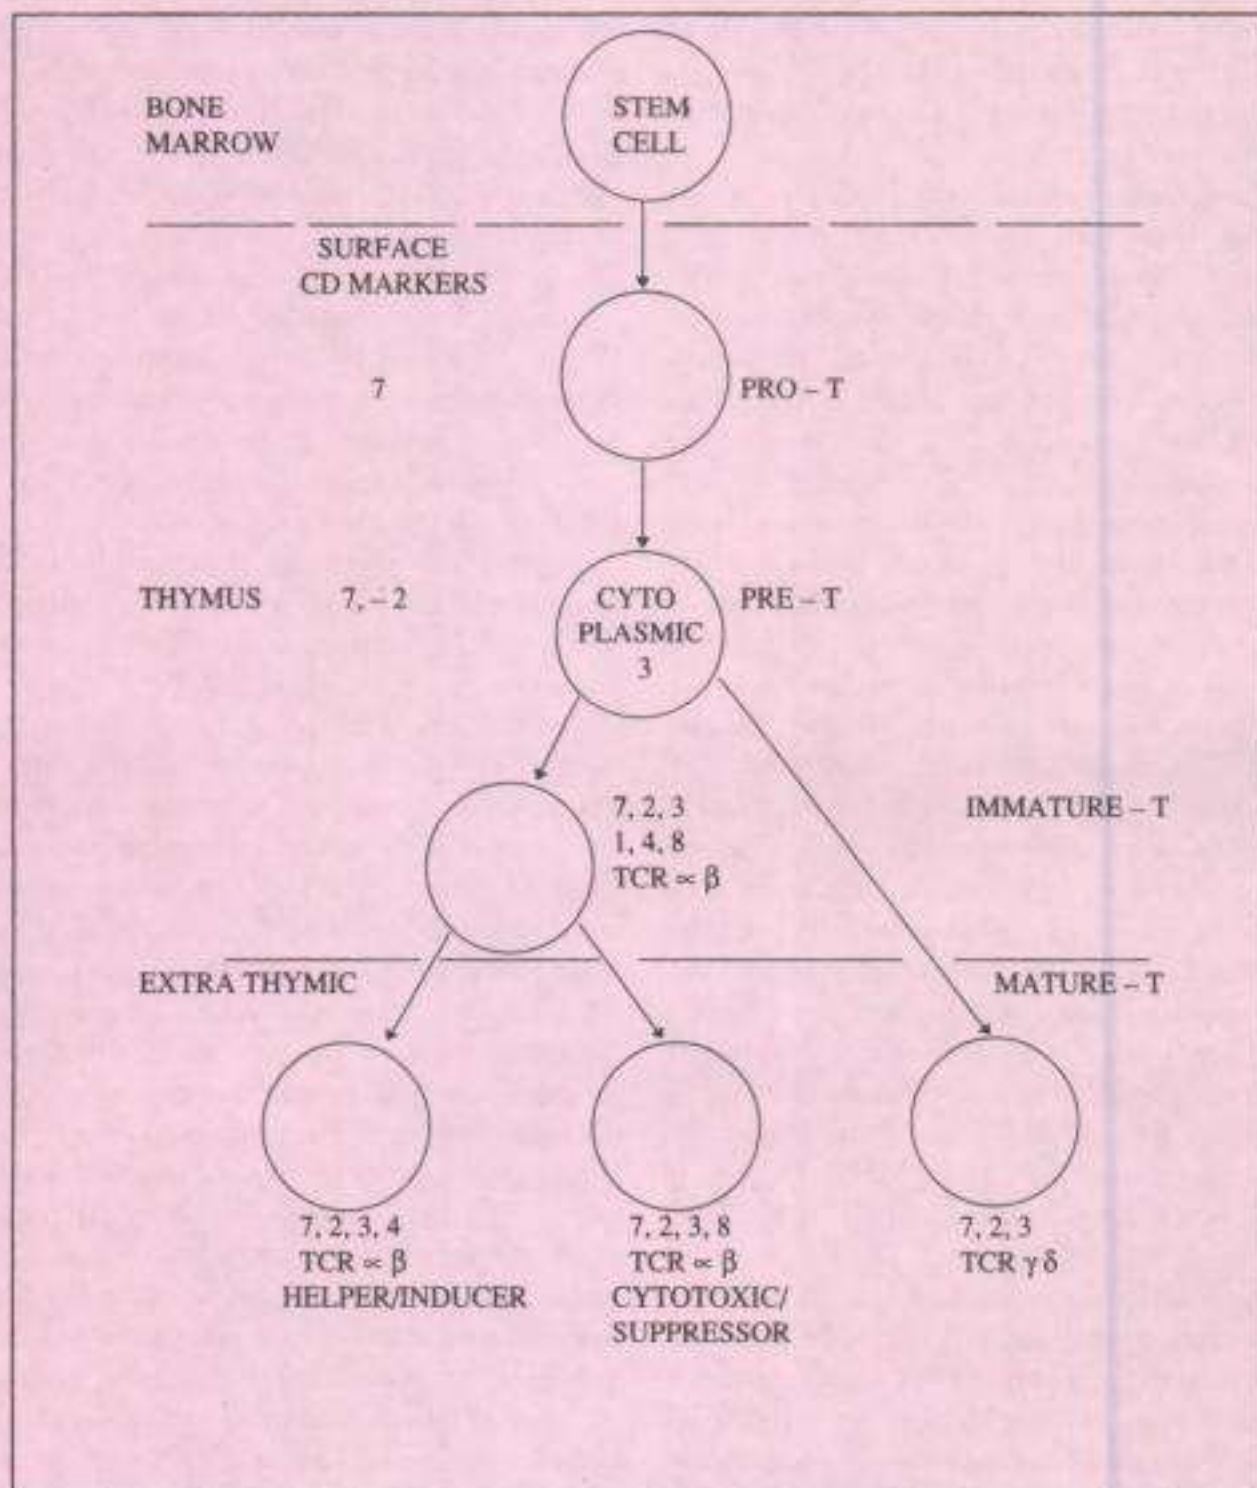 BONE
MARROW
STEM
CELL
SURFACE
CD MARKERS
7
PRO – T
THYMUS
7, – 2
CYTO
PLASMIC
3
PRE – T
7, 2, 3
1, 4, 8
TCR ∝ β
IMMATURE – T
EXTRA THYMIC
MATURE – T
7, 2, 3, 4
TCR ∝ β
HELPER/INDUCER
7, 2, 3, 8
TCR ∝ β
CYTOTOXIC/
SUPPRESSOR
7, 2, 3
TCR γ δ